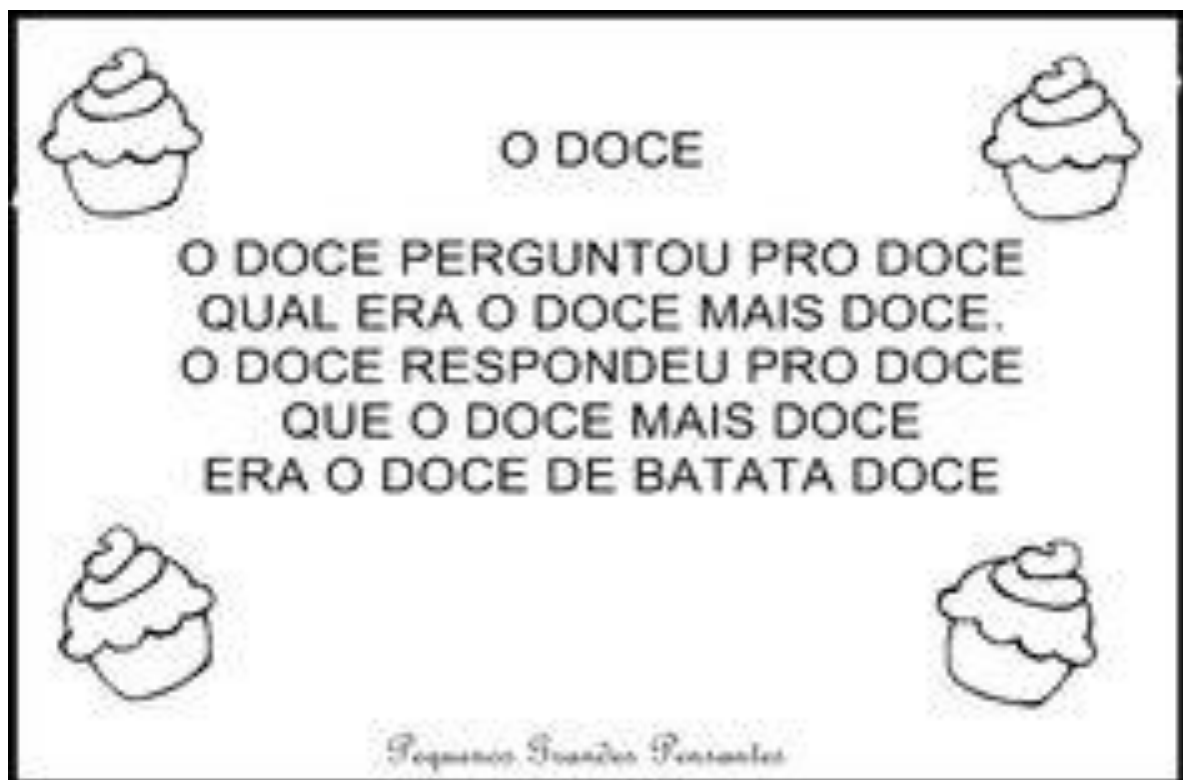 O DOCE
O DOCE PERGUNTOU PRO DOCE
QUAL ERA O DOCE MAIS DOCE.
O DOCE RESPONDEU PRO DOCE
QUE O DOCE MAIS DOCE
ERA O DOCE DE BATATA DOCE
Pequenos Grandes Pensantes